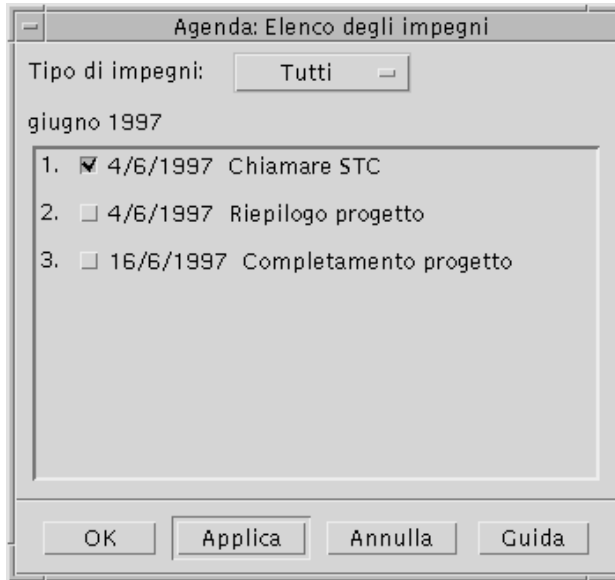 Agenda: Elenco degli impegni
Tipo di impegni: Tutti
giugno 1997
1. 4/6/1997 Chiamare STC
2. 4/6/1997 Riepilogo progetto
3. 16/6/1997 Completamento progetto
OK Applica Annulla Guida